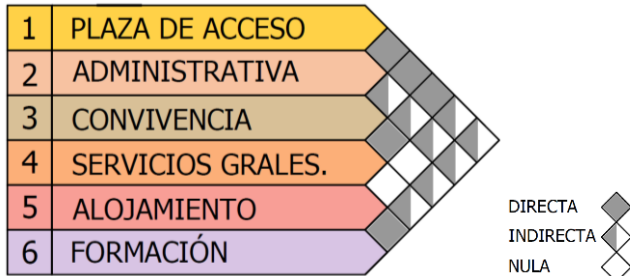 1 PLAZA DE ACCESO
2 ADMINISTRATIVA
3 CONVIVENCIA
4 SERVICIOS GRALES.
5 ALOJAMIENTO
6 FORMACIÓN
DIRECTA
INDIRECTA
NULA